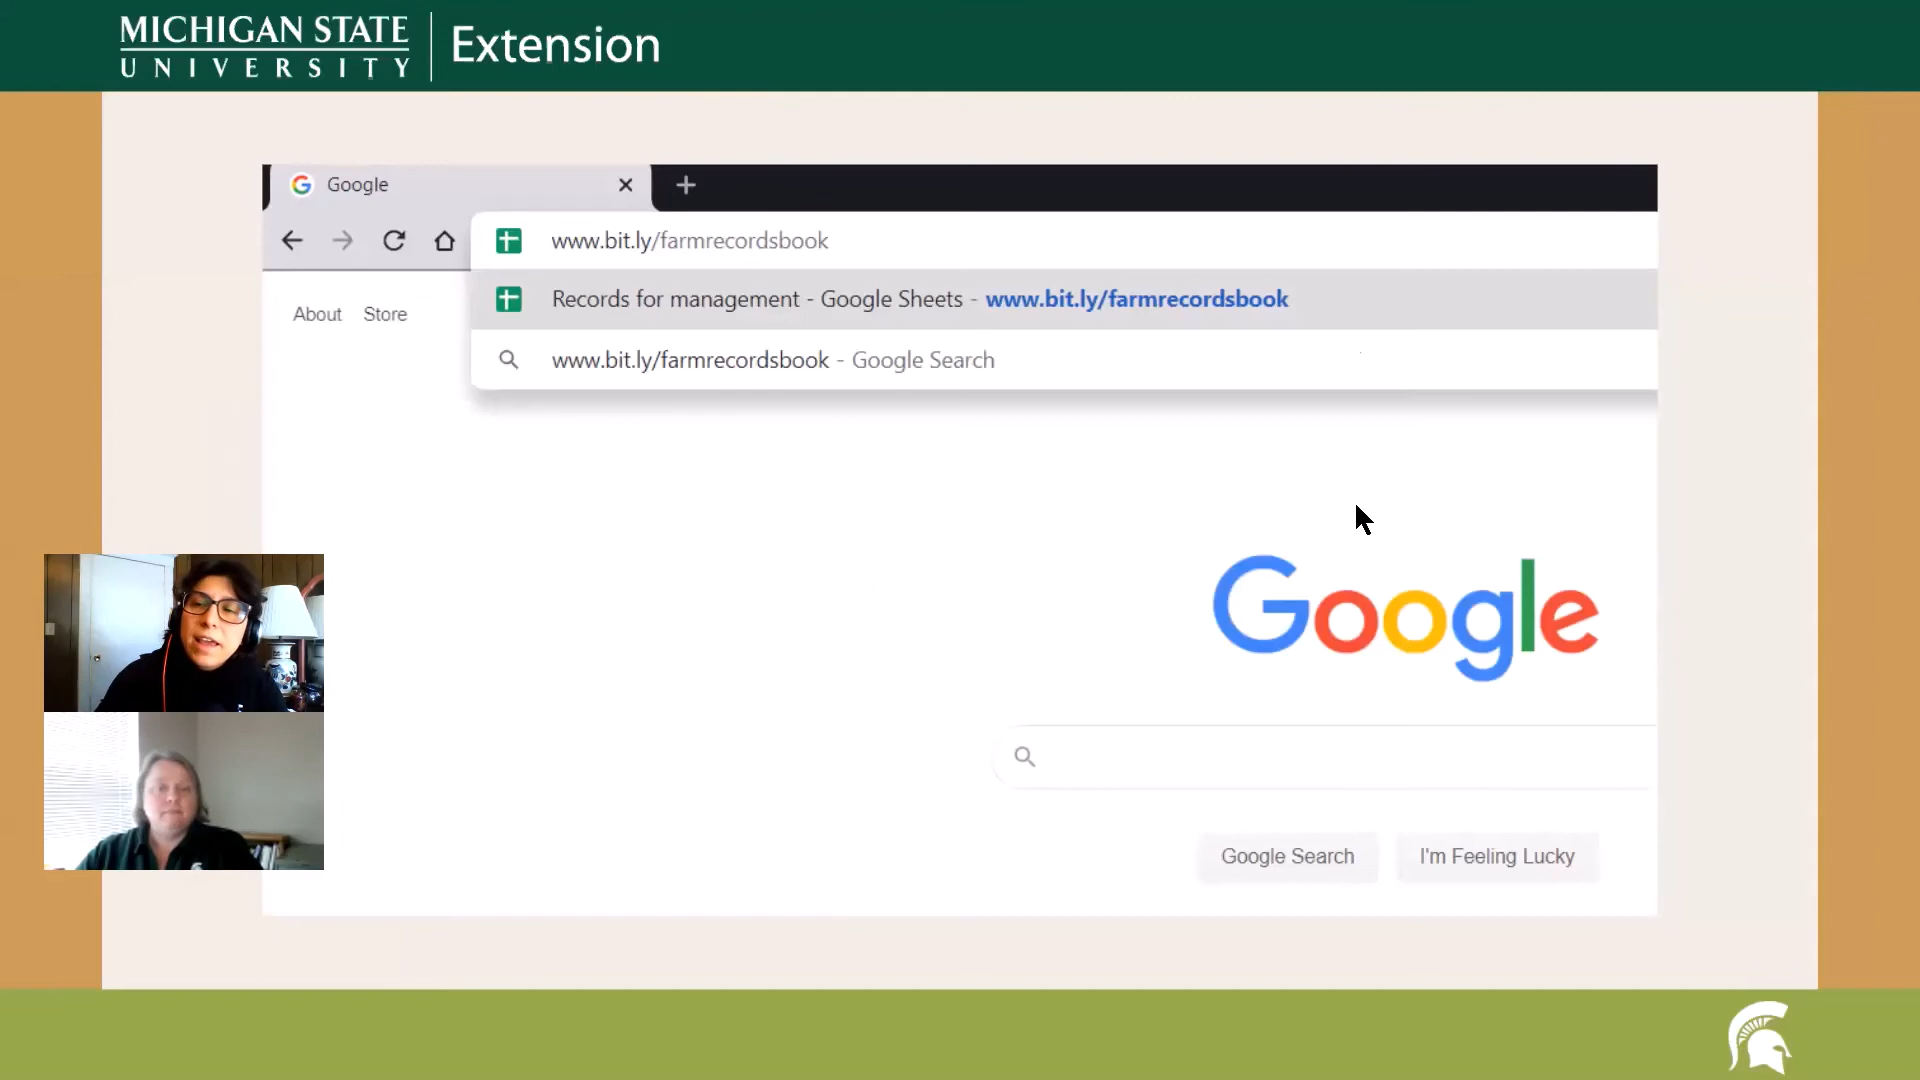 MICHIGAN STATE
UNIVERSITY
Extension
Google
www.bit.ly/farmrecordsbook
Records for management - Google Sheets - www.bit.ly/farmrecordsbook
www.bit.ly/farmrecordsbook - Google Search
About Store
Google
Google Search I'm Feeling Lucky